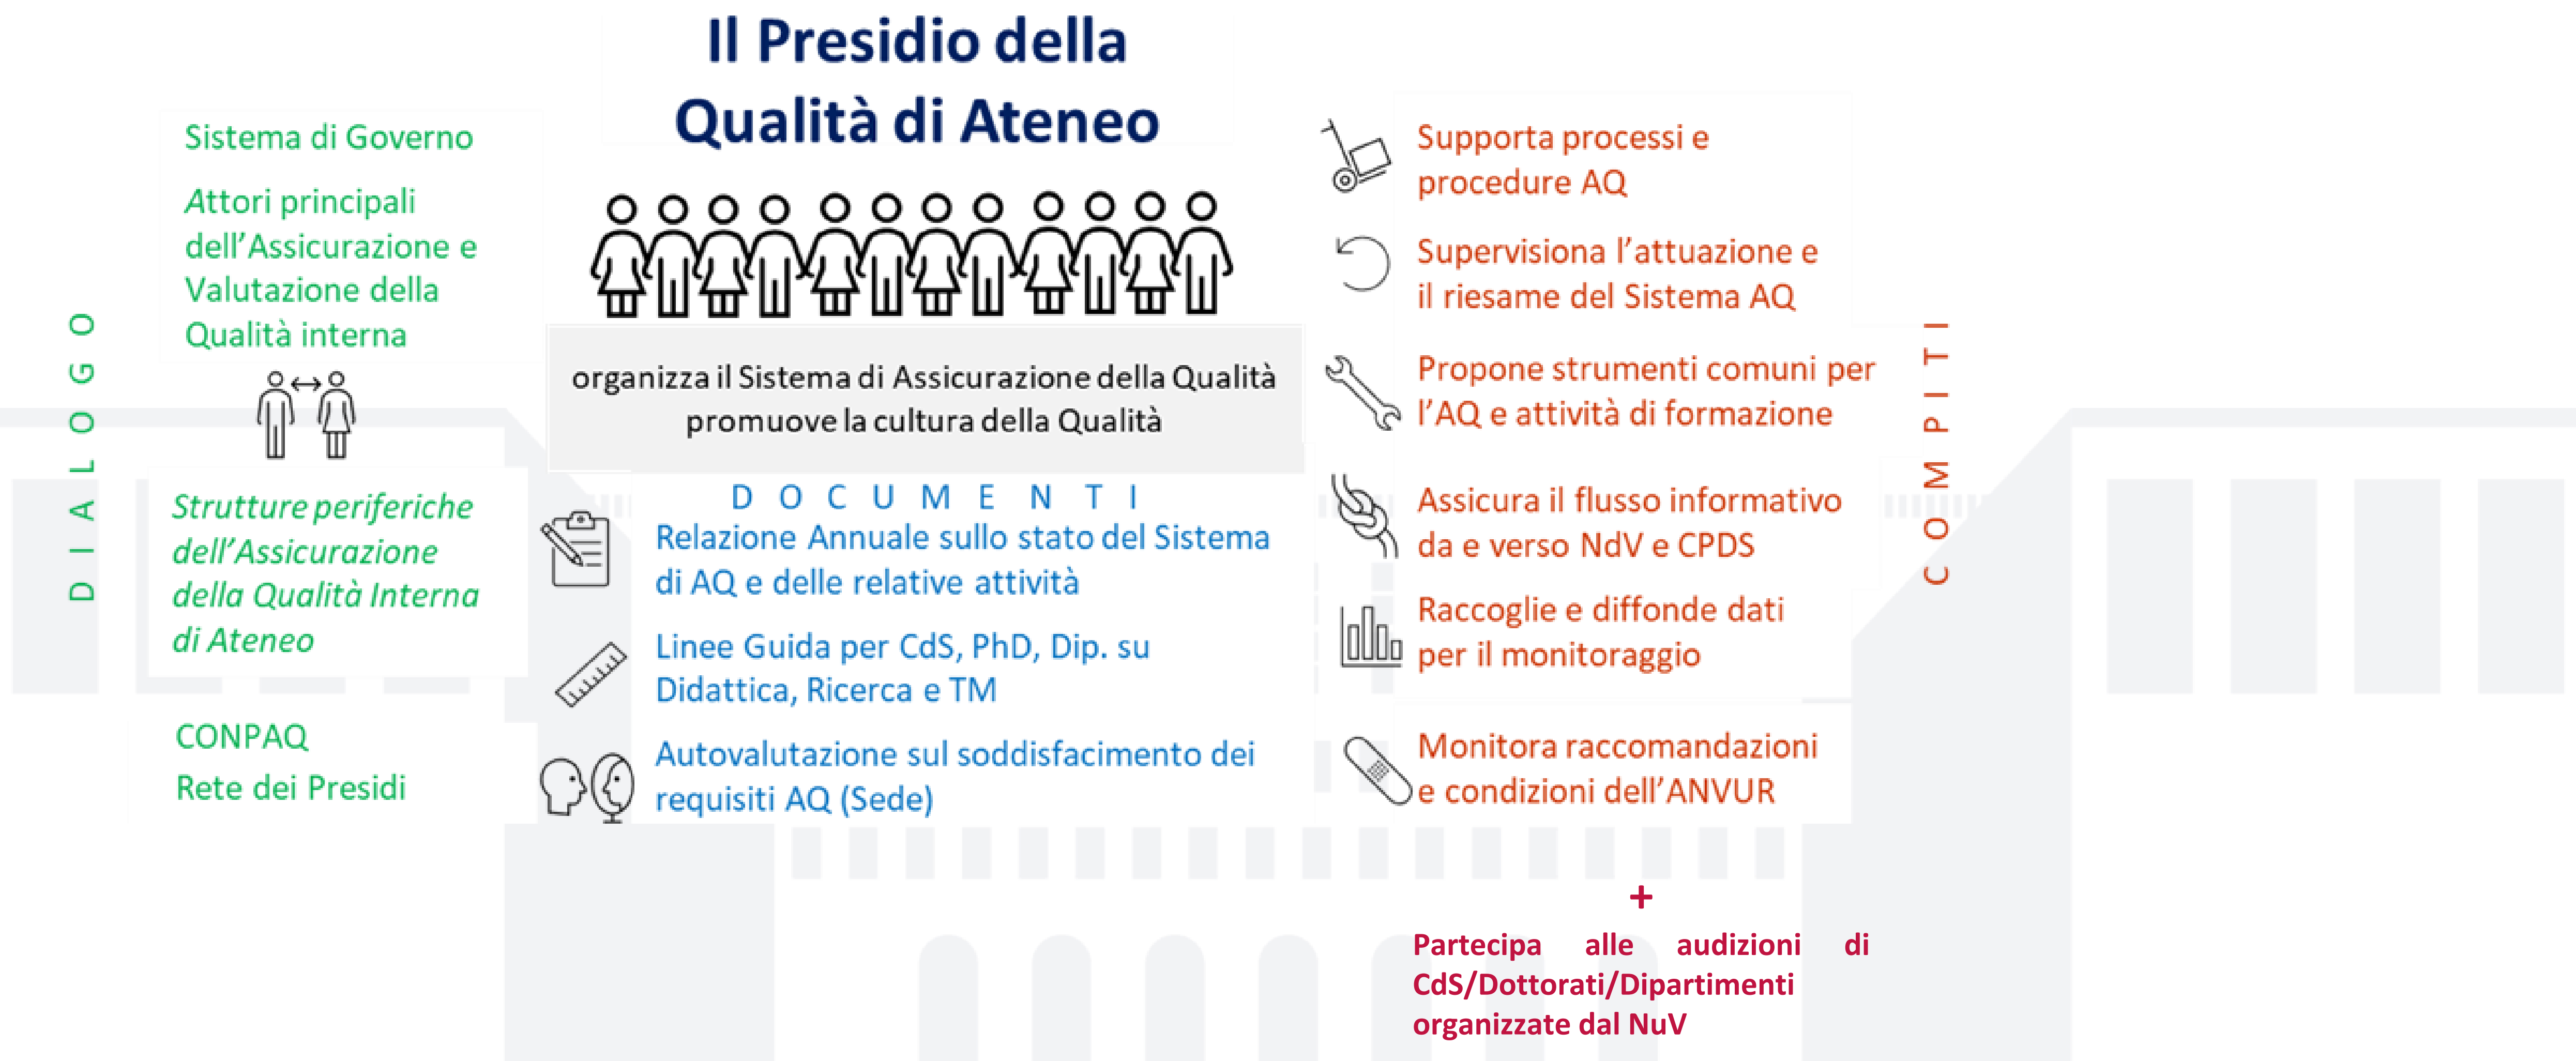 Il Presidio della
Qualità di Ateneo
DIALOGO
Sistema di Governo
Attori principali
dell'Assicurazione e
Valutazione della
Qualità interna
Strutture periferiche
dell'Assicurazione
della Qualità Interna
di Ateneo
CONPAQ
Rete dei Presidi
organizza il Sistema di Assicurazione della Qualità
promuove la cultura della Qualità
DOCUMENTI
Relazione Annuale sullo stato del Sistema
di AQ e delle relative attività
Linee Guida per CdS, PhD, Dip. su
Didattica, Ricerca e TM
Autovalutazione sul soddisfacimento dei
requisiti AQ (Sede)
COMPITI
Supporta processi e
procedure AQ
Supervisiona l'attuazione e
il riesame del Sistema AQ
Propone strumenti comuni per
l'AQ e attività di formazione
Assicura il flusso informativo
da e verso NdV e CPDS
Raccoglie e diffonde dati
per il monitoraggio
Monitora raccomandazioni
e condizioni dell'ANVUR
+
Partecipa alle audizioni di
CdS/Dottorati/Dipartimenti
organizzate dal NuV